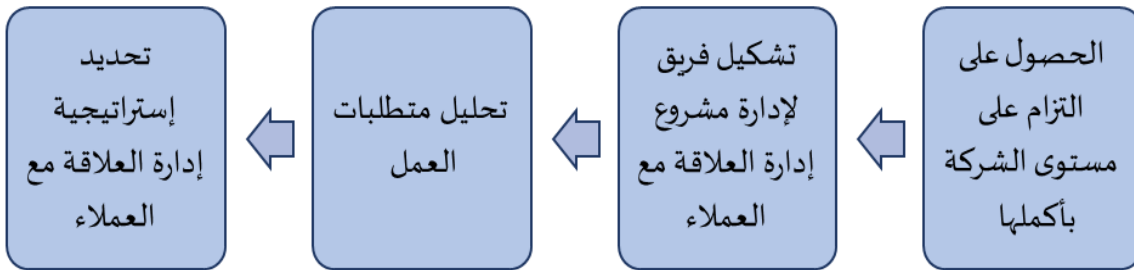 الحصول على
التزام على
مستوى الشركة
بأكملها
تشكيل فريق
لإدارة مشروع
إدارة العلاقة مع
العملاء
تحليل متطلبات
العمل
تحديد
إستراتيجية
إدارة العلاقة مع
العملاء